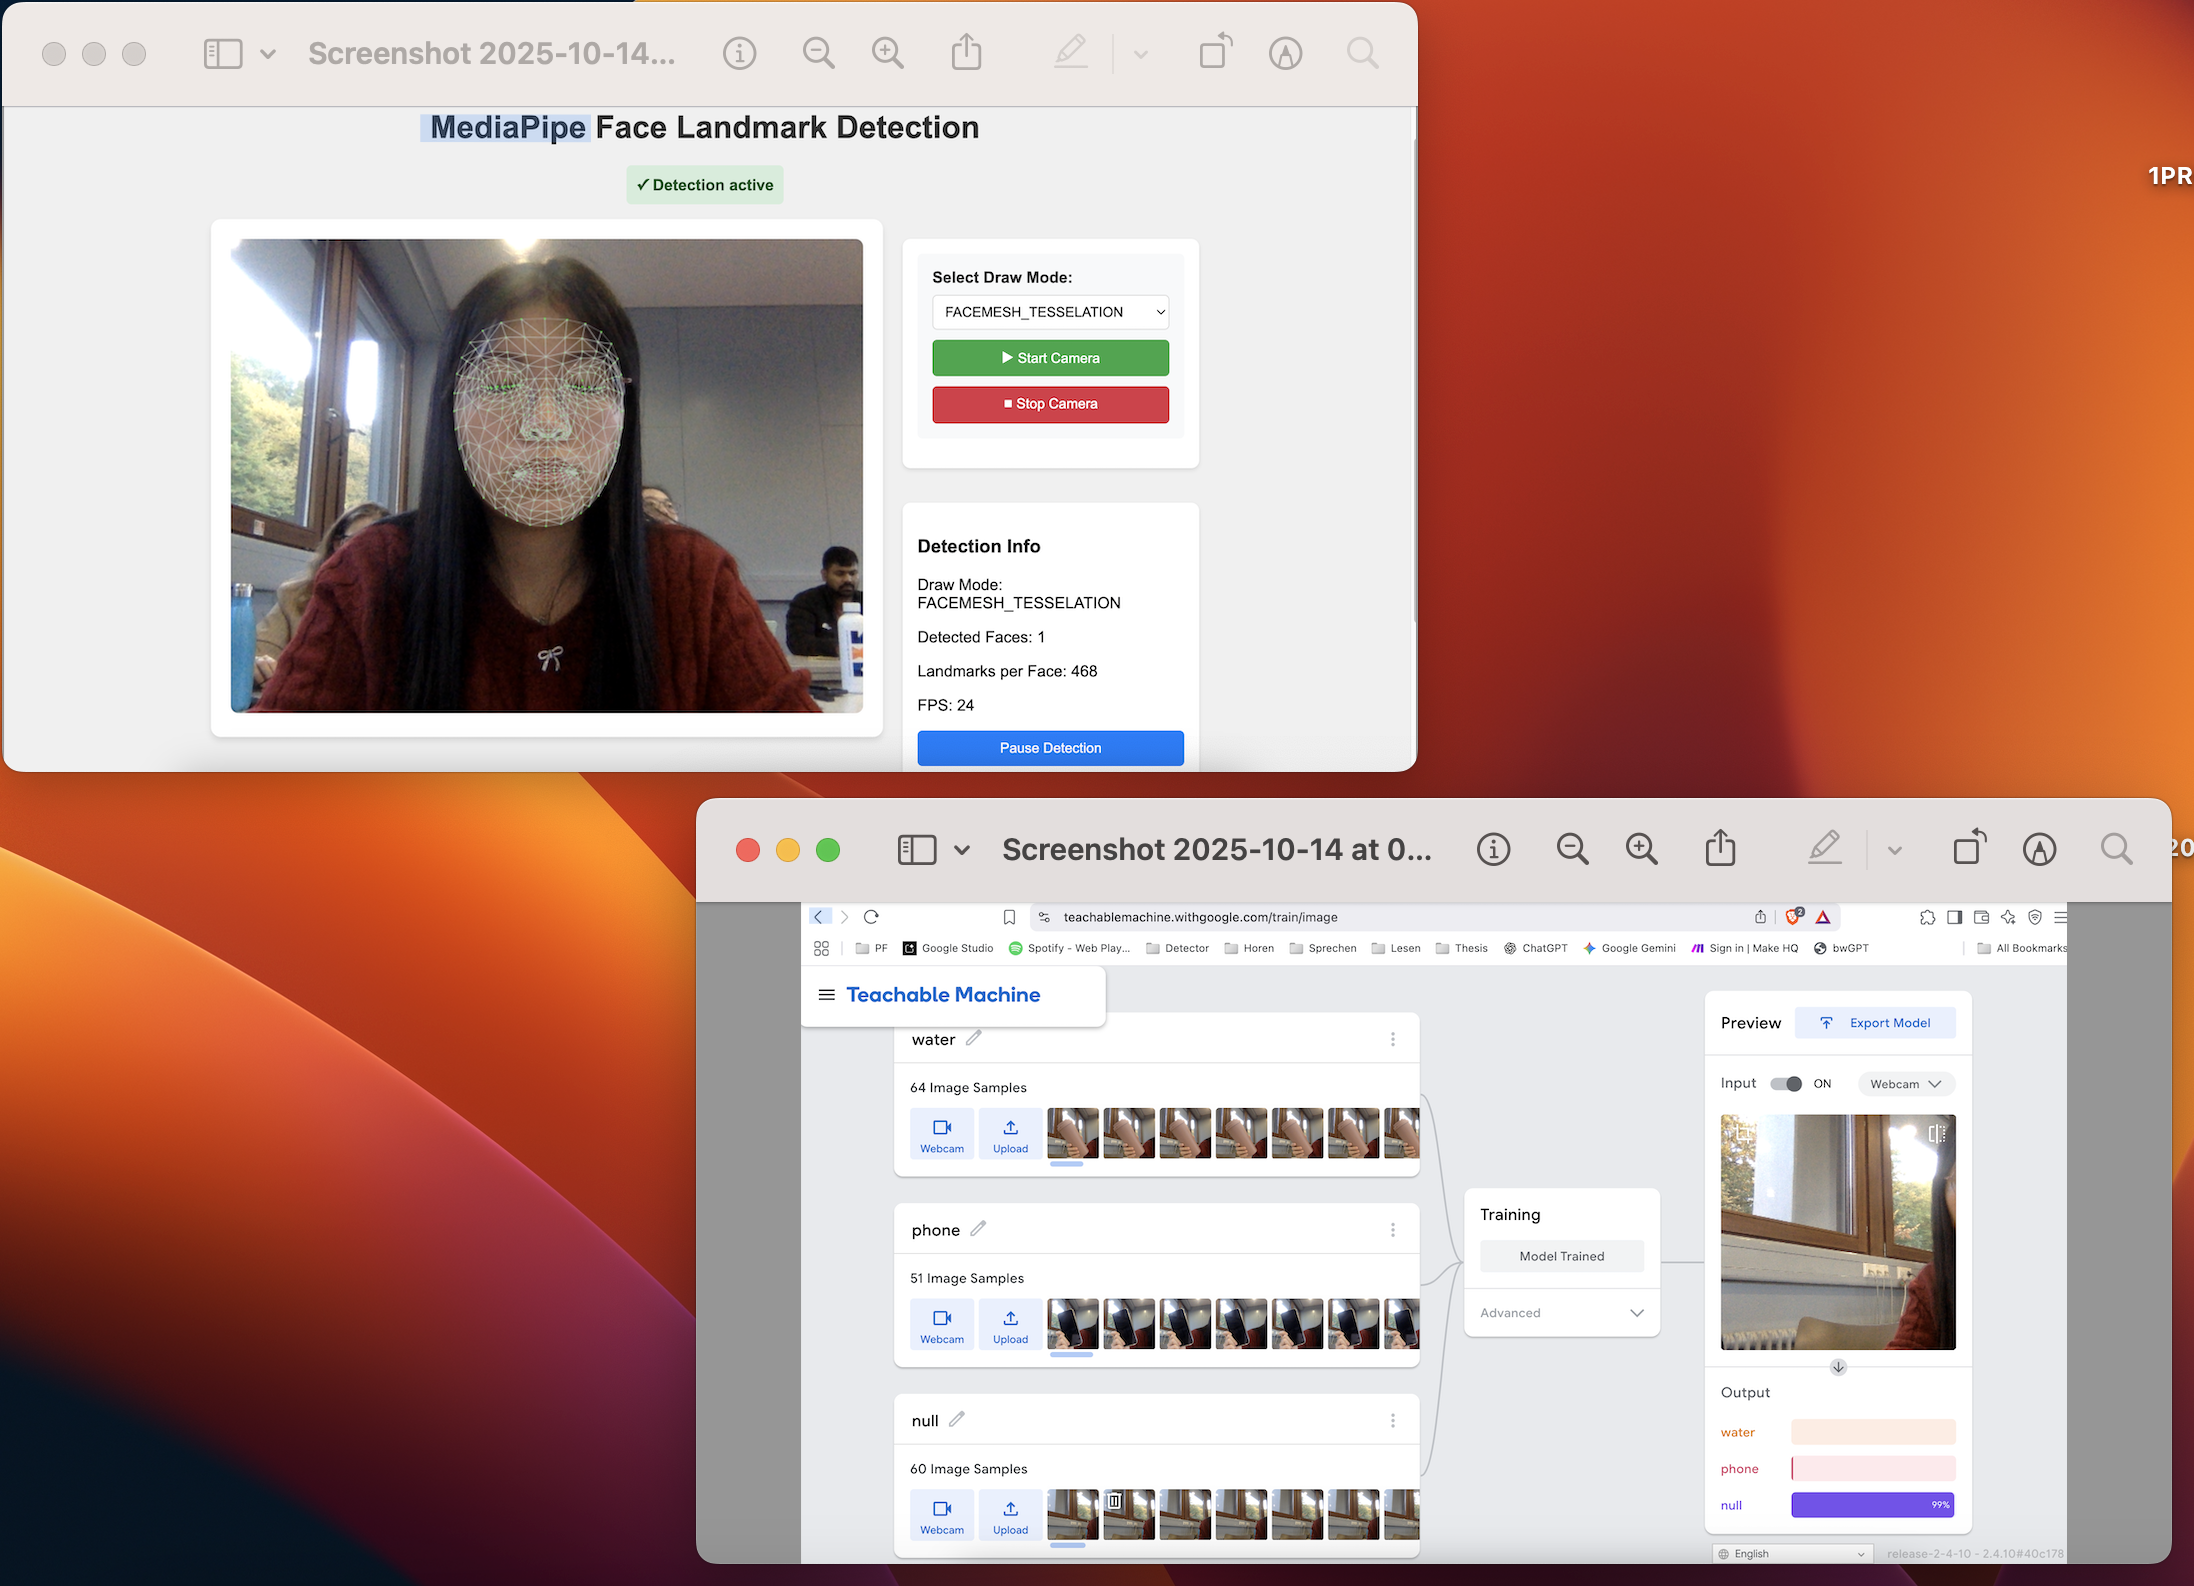 Screenshot 2025-10-14...
MediaPipe Face Landmark Detection
✓ Detection active
Select Draw Mode:
FACEMESH_TESSELATION
▶ Start Camera
■ Stop Camera
Detection Info
Draw Mode:
FACEMESH_TESSELATION
Detected Faces: 1
Landmarks per Face: 468
FPS: 24
Pause Detection
1PR
Screenshot 2025-10-14 at 0...
20
teachablemachine.withgoogle.com/train/image
2
PF
Google Studio
Spotify - Web Play...
Detector
Horen
Sprechen
Lesen
Thesis
ChatGPT
Google Gemini
Sign in | Make HQ
bwGPT
All Bookmarks
Teachable Machine
water
64 Image Samples
Webcam
Upload
phone
51 Image Samples
Webcam
Upload
null
60 Image Samples
Webcam
Upload
Training
Model Trained
Advanced
Preview
Export Model
Input
ON
Webcam
Output
water
phone
null
99%
English
release-2-4-10 - 2.4.10#40c178